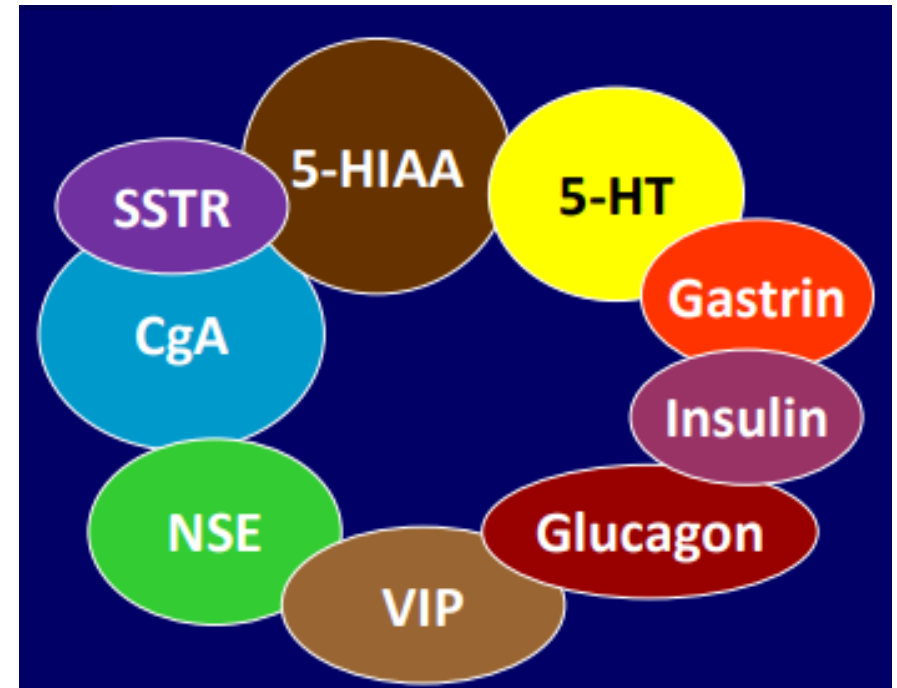 5-HIAA
SSTR
5-HT
Gastrin
CgA
Insulin
NSE
Glucagon
VIP